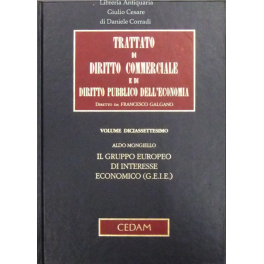 Libreria Antiquaria
Giulio Cesare
di Daniele Corradi
TRATTATO
DI
DIRITTO COMMERCIALE
E DI
DIRITTO PUBBLICO DELL'ECONOMIA
DIRETTO DA FRANCESCO GALGANO
VOLUME DICIASSETTESIMO
ALDO MONGIELLO
IL GRUPPO EUROPEO
DI INTERESSE
ECONOMICO (G.E.I.E.)
CEDAM